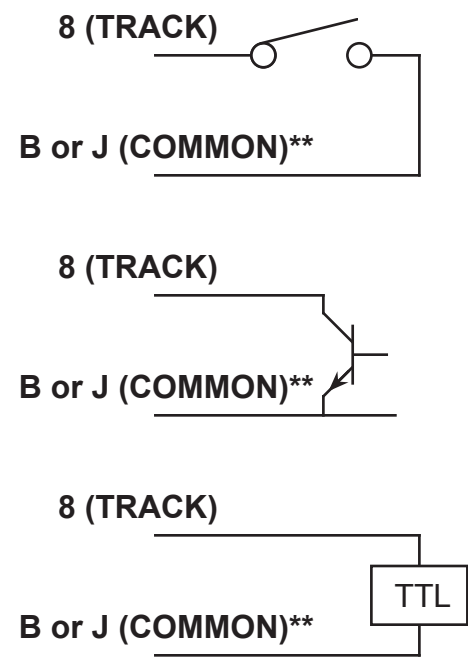 8 (TRACK)
B or J (COMMON)**
8 (TRACK)
B or J (COMMON)**
8 (TRACK)
TTL
B or J (COMMON)**